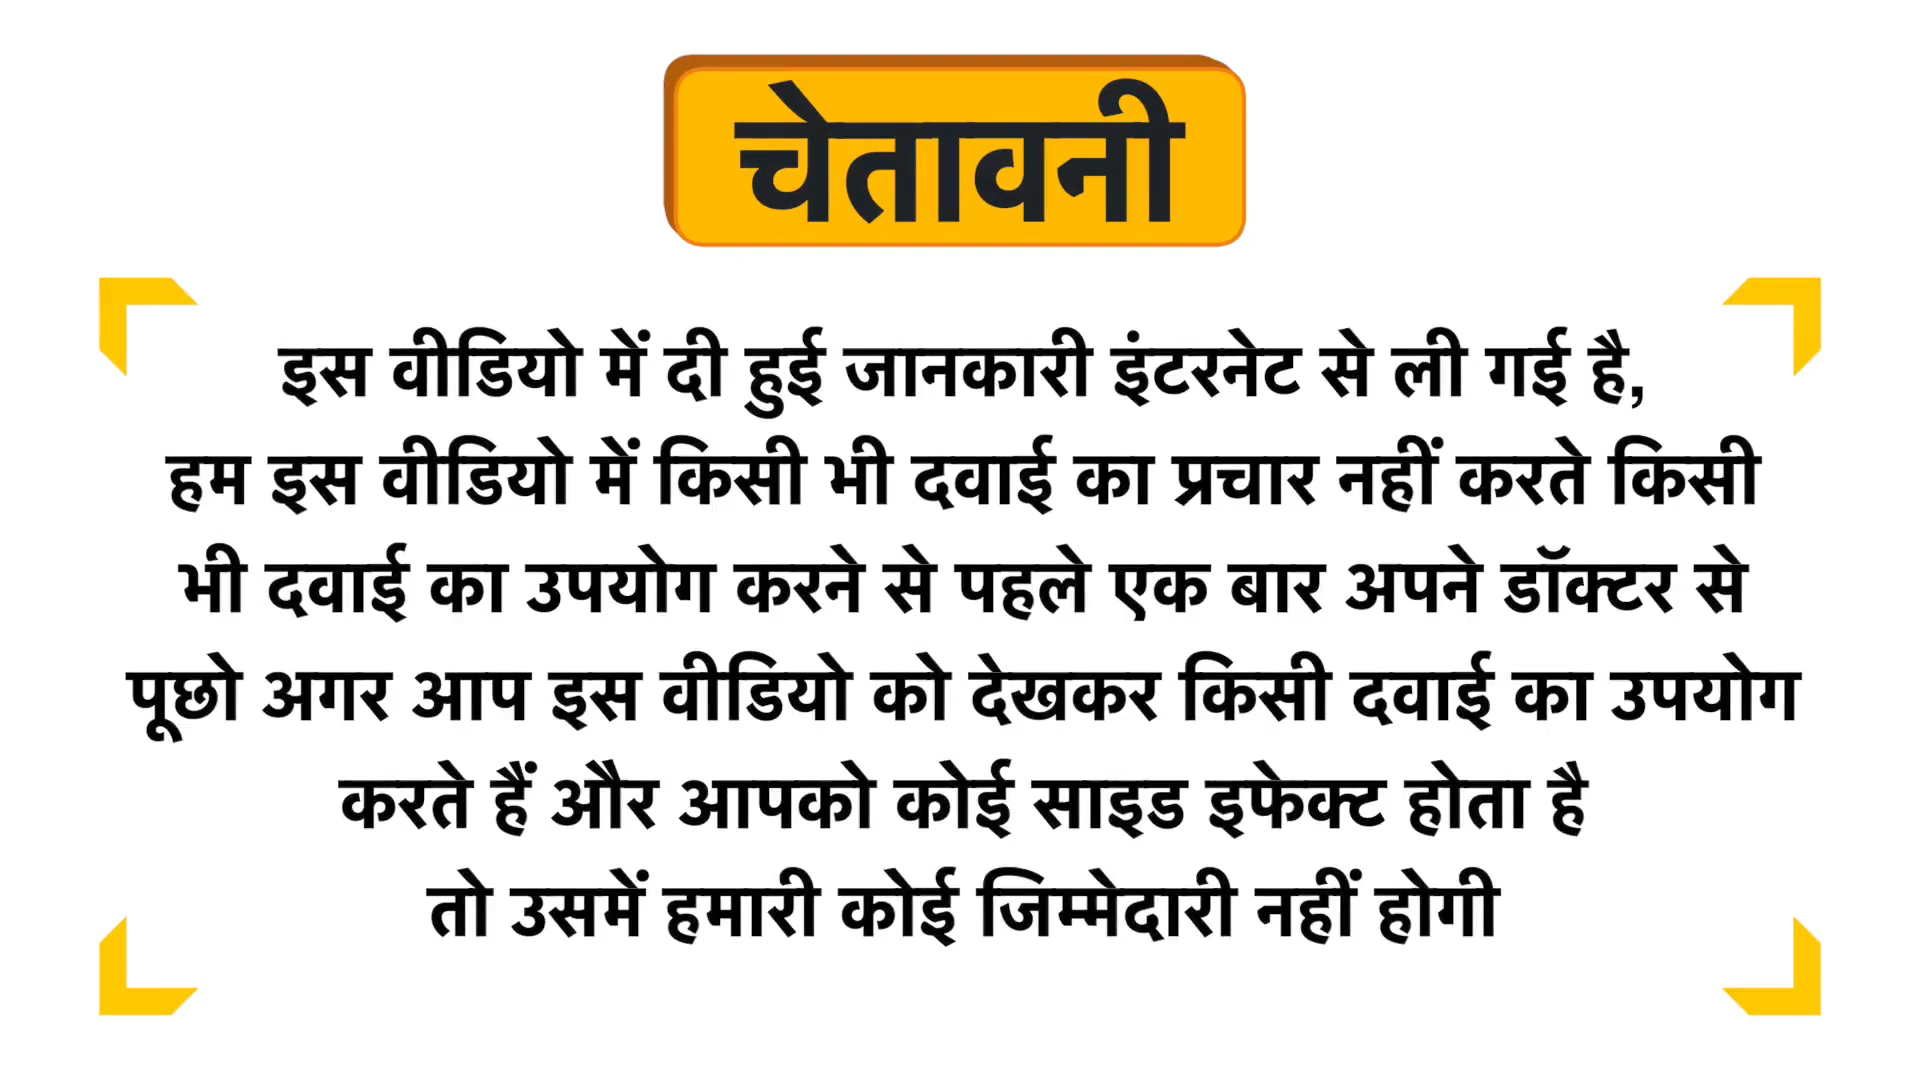 चेतावनी
इस वीडियो में दी हुई जानकारी इंटरनेट से ली गई है,
हम इस वीडियो में किसी भी दवाई का प्रचार नहीं करते किसी
भी दवाई का उपयोग करने से पहले एक बार अपने डॉक्टर से
पूछो अगर आप इस वीडियो को देखकर किसी दवाई का उपयोग
करते हैं और आपको कोई साइड इफेक्ट होता है
तो उसमें हमारी कोई जिम्मेदारी नहीं होगी